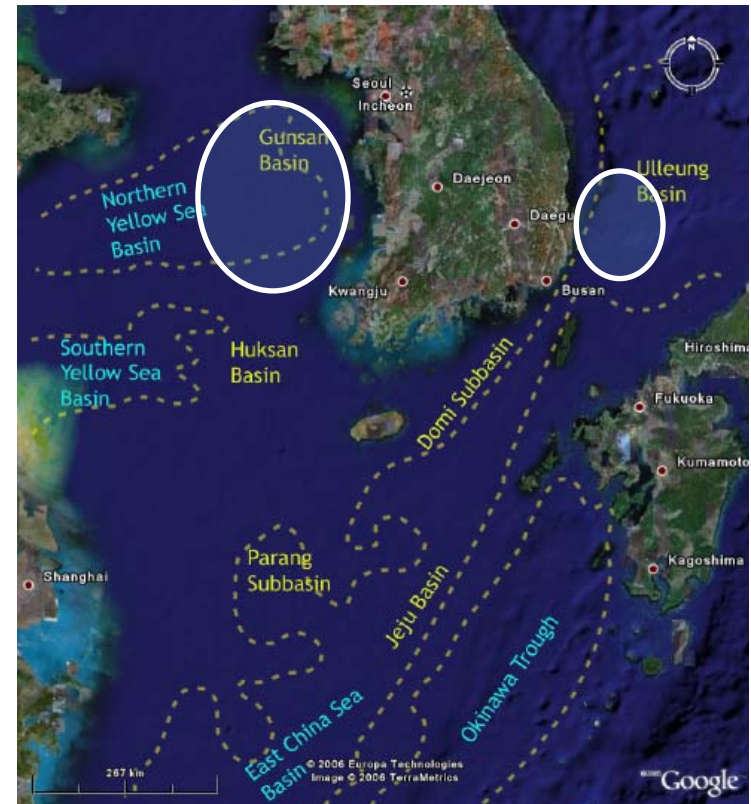 N
Seoul
Incheon
Gunsan
Basin
Ulleung
Basin
Daejeon
Northern
Yellow Sea
Basin
Daegu
Kwangju
Busan
Southern
Yellow Sea
Basin
Huksan
Basin
Hiroshima
Domi Subbasin
Fukuoka
Kumamoto
Parang
Subbasin
Shanghai
Kagoshima
Jeju Basin
Okinawa Trough
East China Sea
Basin
© 2006 Europa Technologies
Image © 2006 TerraMetrics
267 km
Google